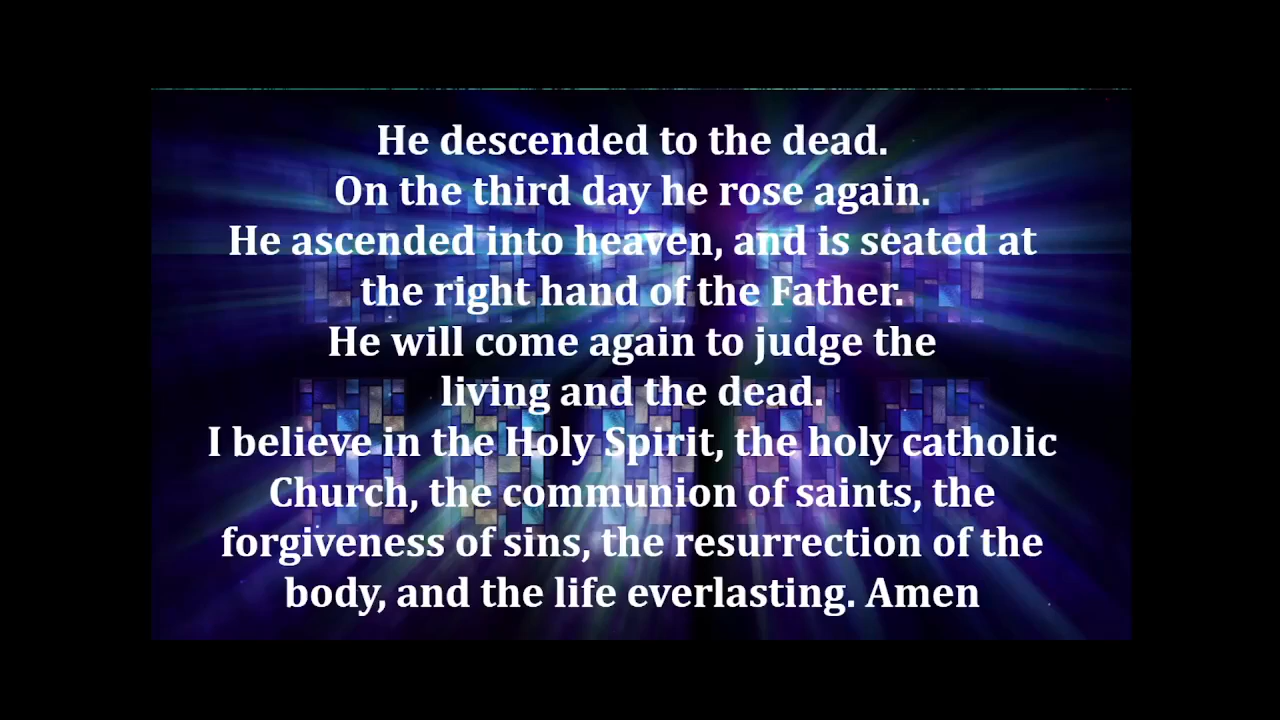 He descended to the dead.
On the third day he rose again.
He ascended into heaven, and is seated at
the right hand of the Father.
He will come again to judge the
living and the dead.
I believe in the Holy Spirit, the holy catholic
Church, the communion of saints, the
forgiveness of sins, the resurrection of the
body, and the life everlasting. Amen